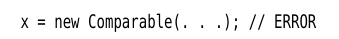 x = new Comparable(. . .); // ERROR